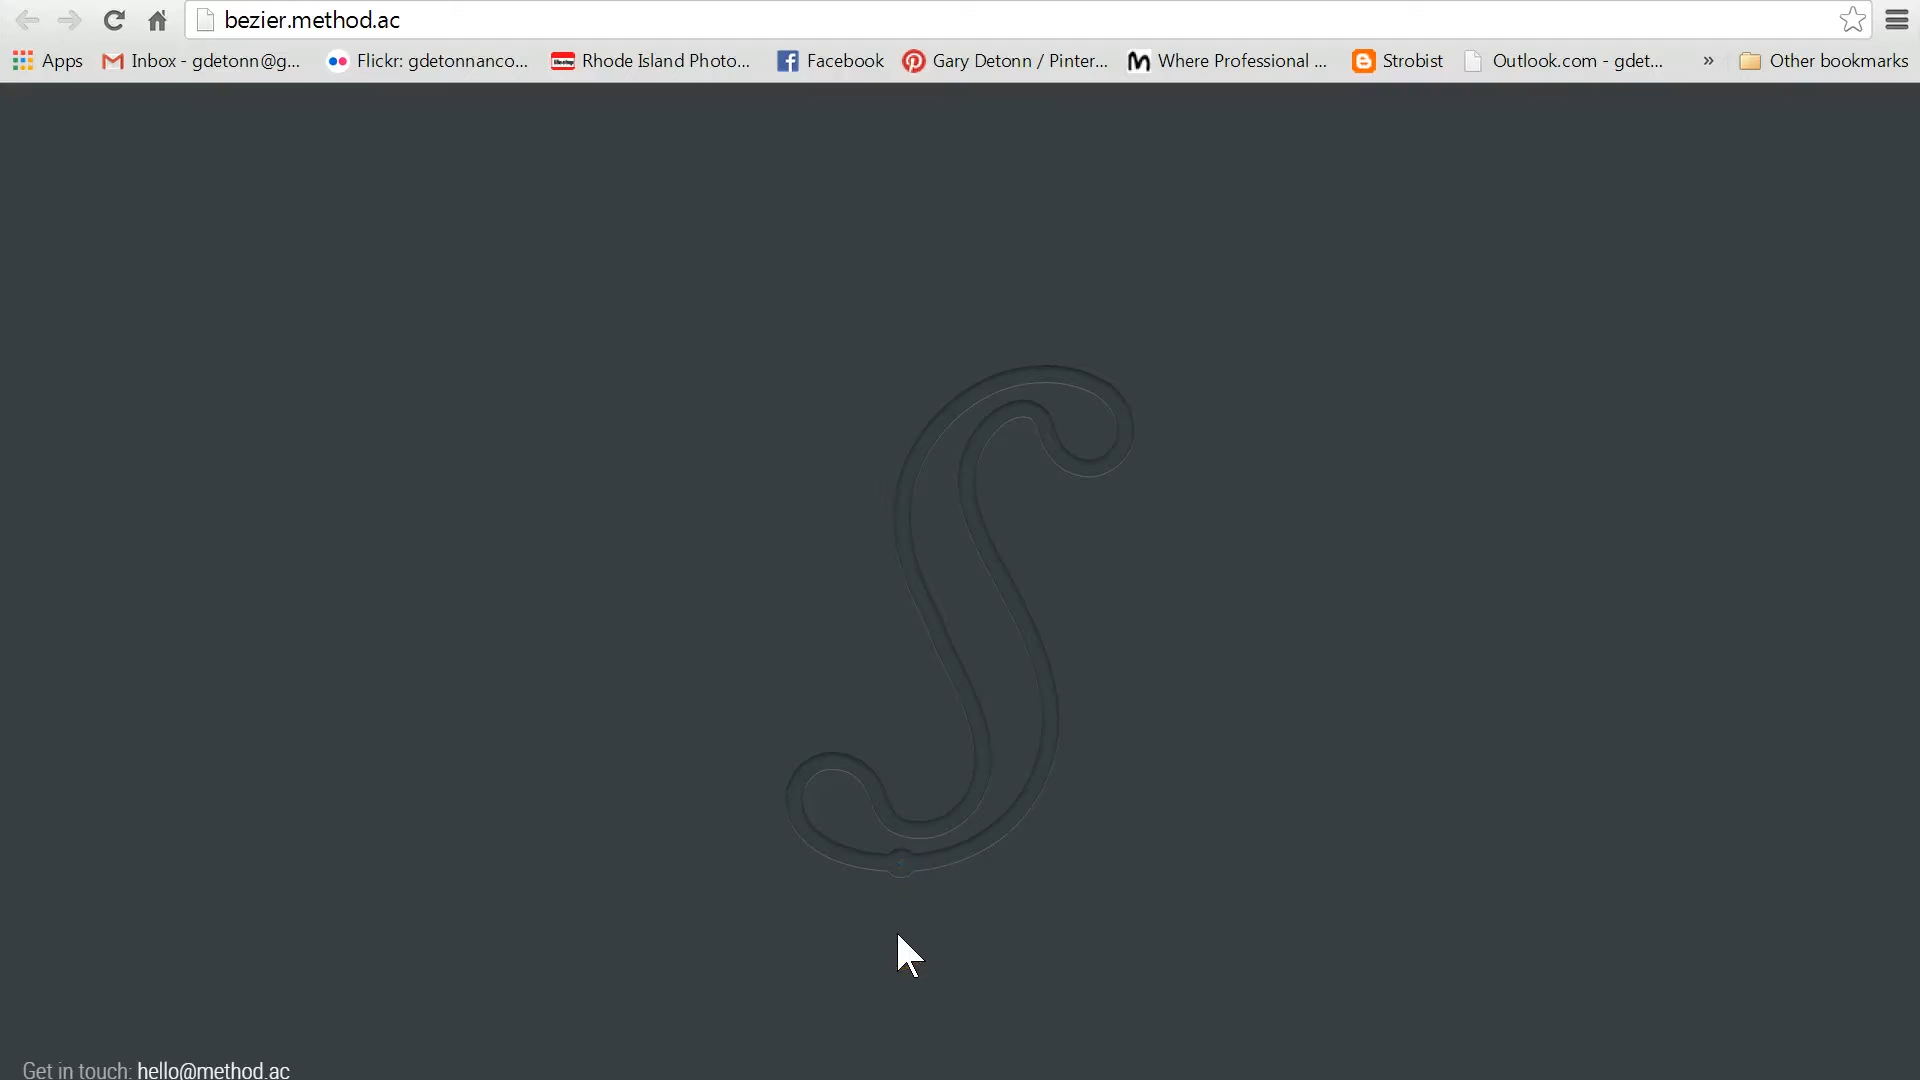 bezier.method.ac
Apps Inbox - gdetonn@g... Flickr: gdetonnanco... Rhode Island Photo... Facebook Gary Detonn / Pinter... Where Professional ... Strobist Outlook.com - gdet... » Other bookmarks
Get in touch: hello@method.ac